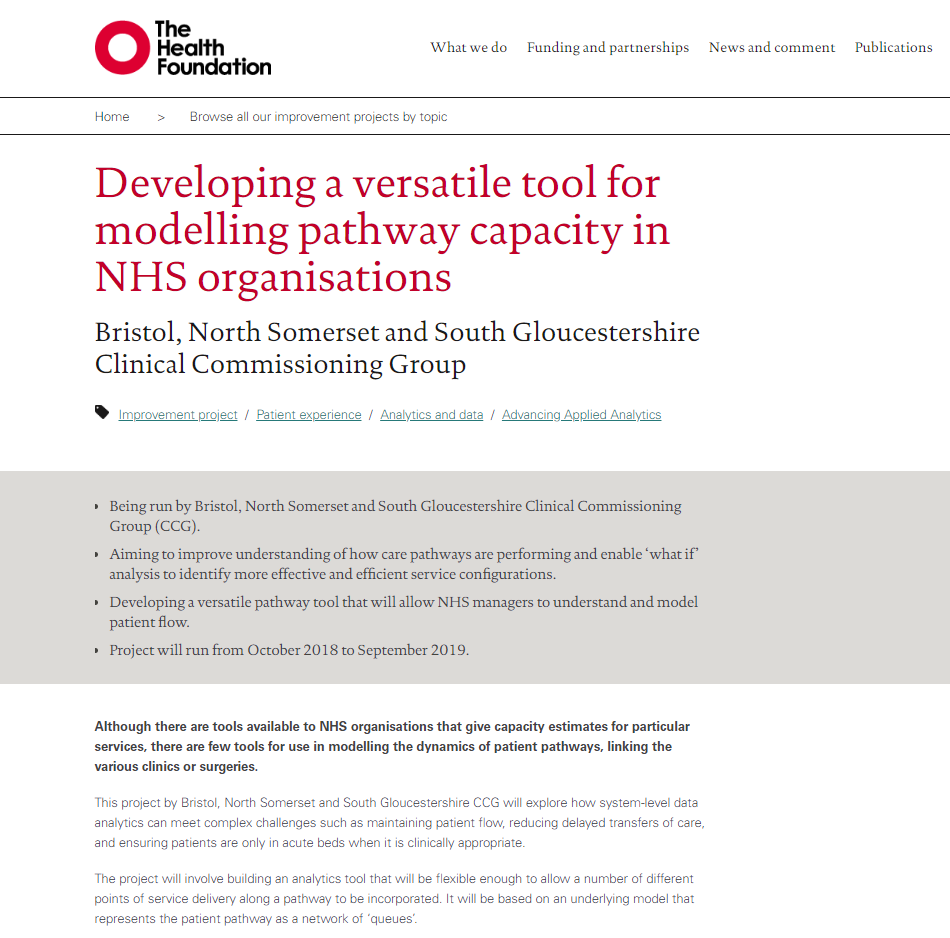 The
Health
Foundation
What we do Funding and partnerships News and comment Publications
Home > Browse all our improvement projects by topic
Developing a versatile tool for
modelling pathway capacity in
NHS organisations
Bristol, North Somerset and South Gloucestershire
Clinical Commissioning Group
Improvement project / Patient experience / Analytics and data / Advancing Applied Analytics
Being run by Bristol, North Somerset and South Gloucestershire Clinical Commissioning
Group (CCG).
Aiming to improve understanding of how care pathways are performing and enable ‘what if’
analysis to identify more effective and efficient service configurations.
Developing a versatile pathway tool that will allow NHS managers to understand and model
patient flow.
Project will run from October 2018 to September 2019.
Although there are tools available to NHS organisations that give capacity estimates for particular
services, there are few tools for use in modelling the dynamics of patient pathways, linking the
various clinics or surgeries.
This project by Bristol, North Somerset and South Gloucestershire CCG will explore how system-level data
analytics can meet complex challenges such as maintaining patient flow, reducing delayed transfers of care,
and ensuring patients are only in acute beds when it is clinically appropriate.
The project will involve building an analytics tool that will be flexible enough to allow a number of different
points of service delivery along a pathway to be incorporated. It will be based on an underlying model that
represents the patient pathway as a network of ‘queues’.